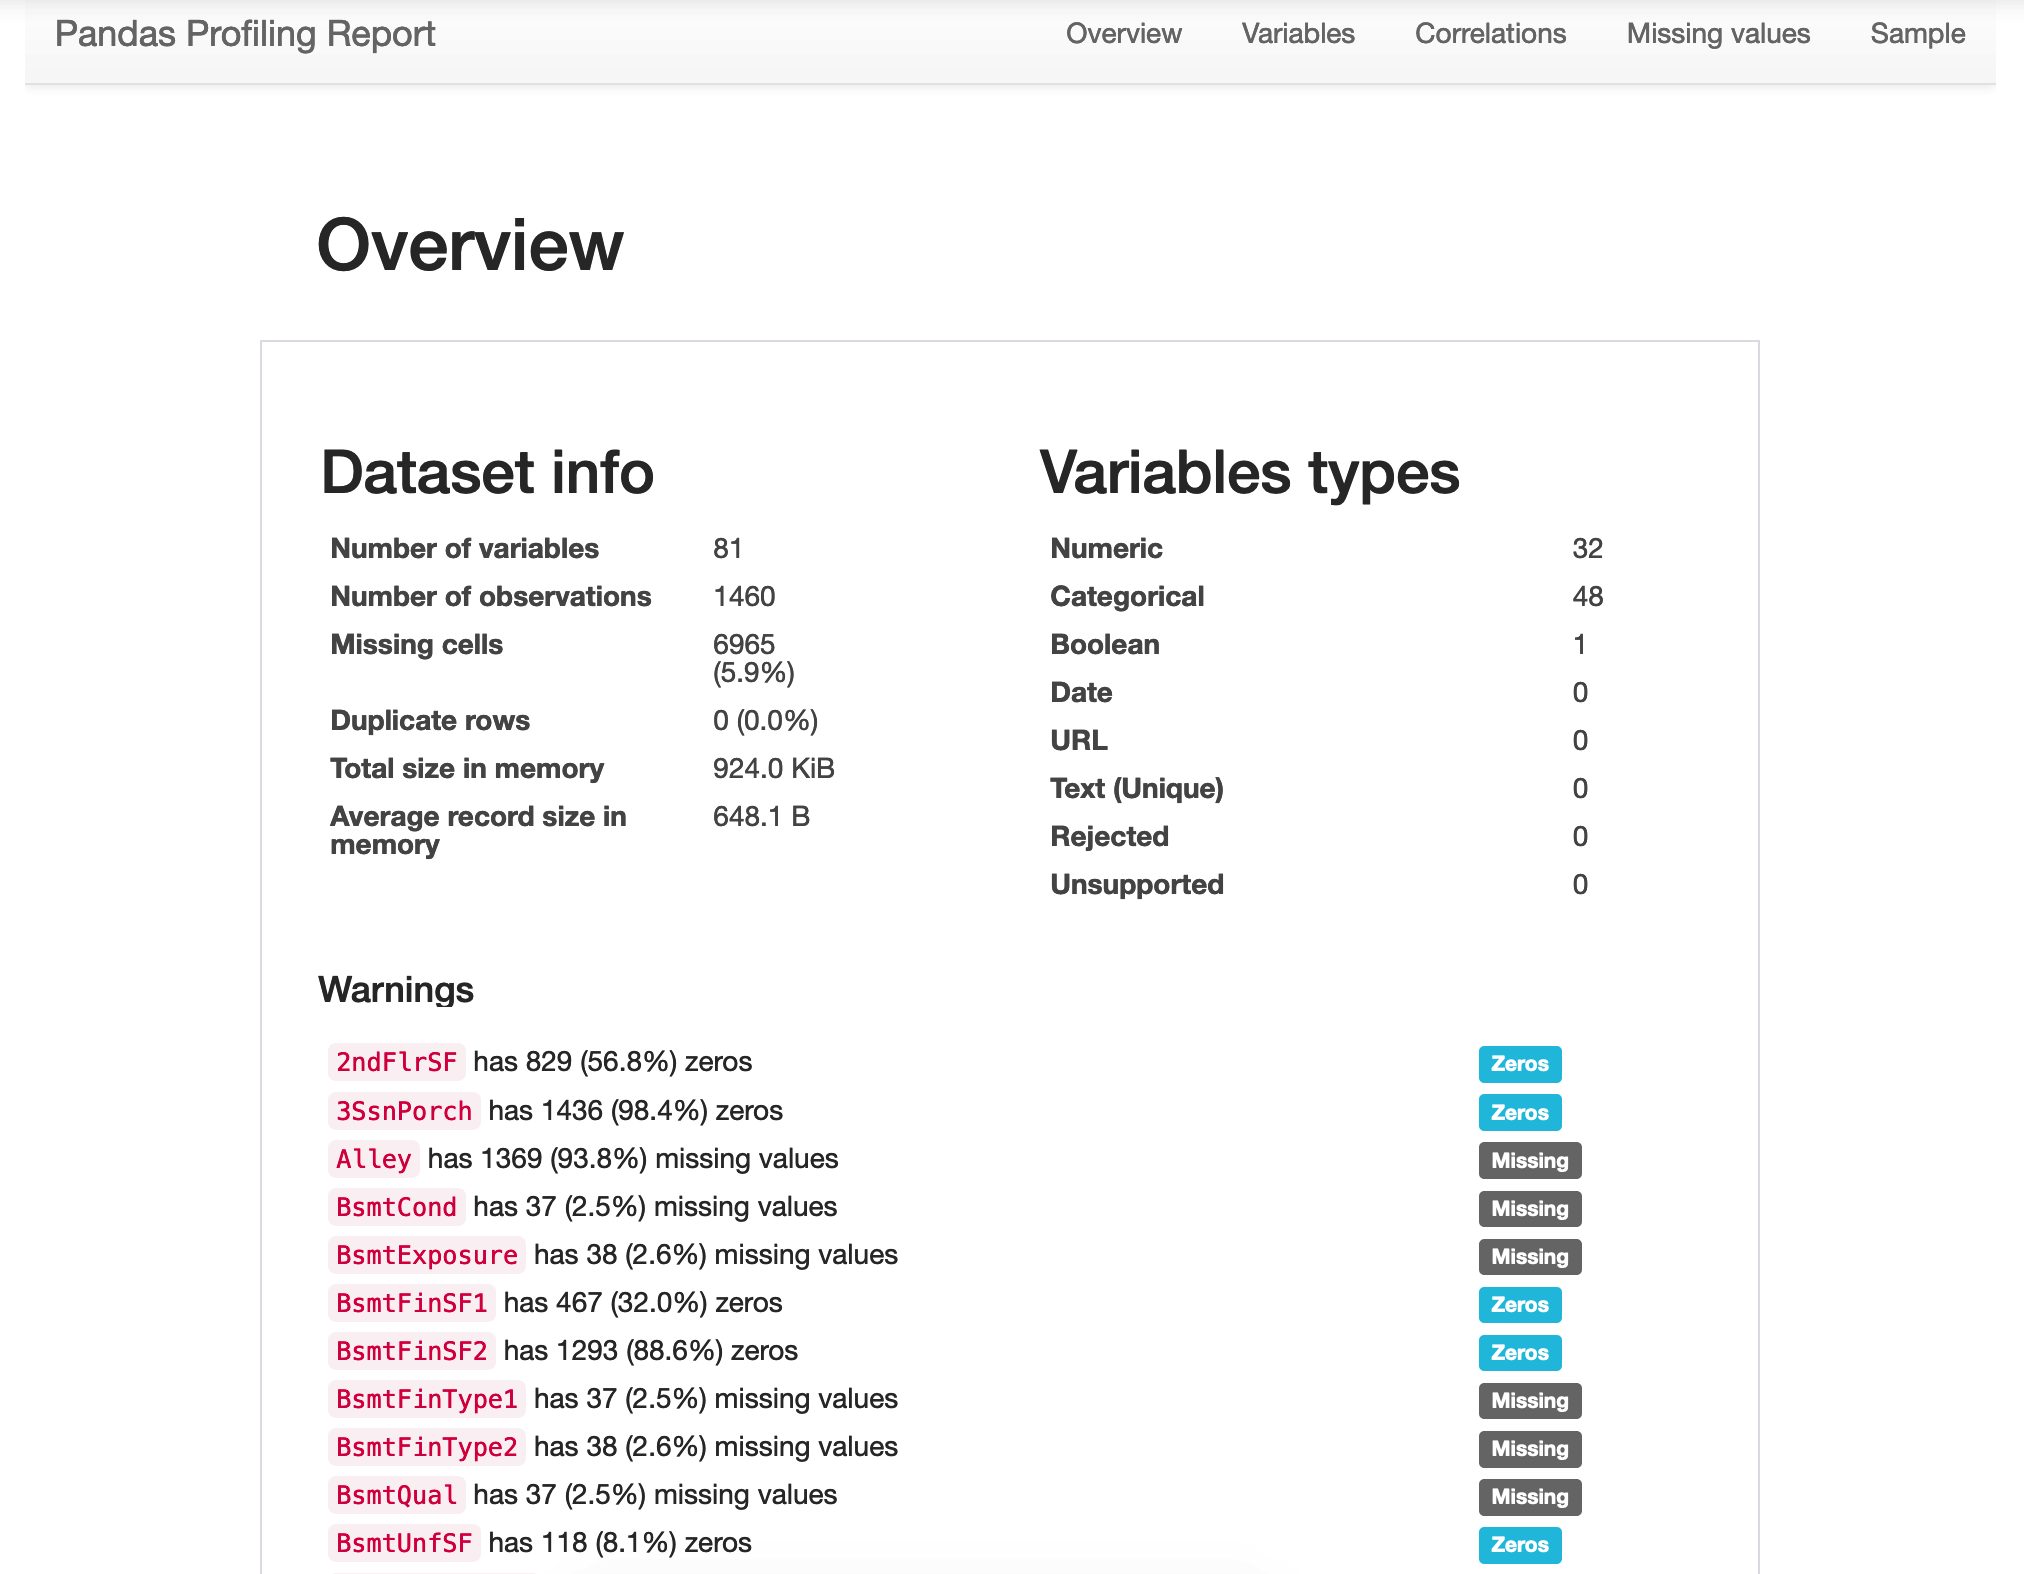 Pandas Profiling Report Overview Variables Correlations Missing values Sample
Overview
Dataset info
Number of variables 81
Number of observations 1460
Missing cells 6965
(5.9%)
Duplicate rows 0 (0.0%)
Total size in memory 924.0 KiB
Average record size in 648.1 B
memory
Variables types
Numeric 32
Categorical 48
Boolean 1
Date 0
URL 0
Text (Unique) 0
Rejected 0
Unsupported 0
Warnings
2ndFlrSF has 829 (56.8%) zeros Zeros
3SsnPorch has 1436 (98.4%) zeros Zeros
Alley has 1369 (93.8%) missing values Missing
BsmtCond has 37 (2.5%) missing values Missing
BsmtExposure has 38 (2.6%) missing values Missing
BsmtFinSF1 has 467 (32.0%) zeros Zeros
BsmtFinSF2 has 1293 (88.6%) zeros Zeros
BsmtFinType1 has 37 (2.5%) missing values Missing
BsmtFinType2 has 38 (2.6%) missing values Missing
BsmtQual has 37 (2.5%) missing values Missing
BsmtUnfSF has 118 (8.1%) zeros Zeros